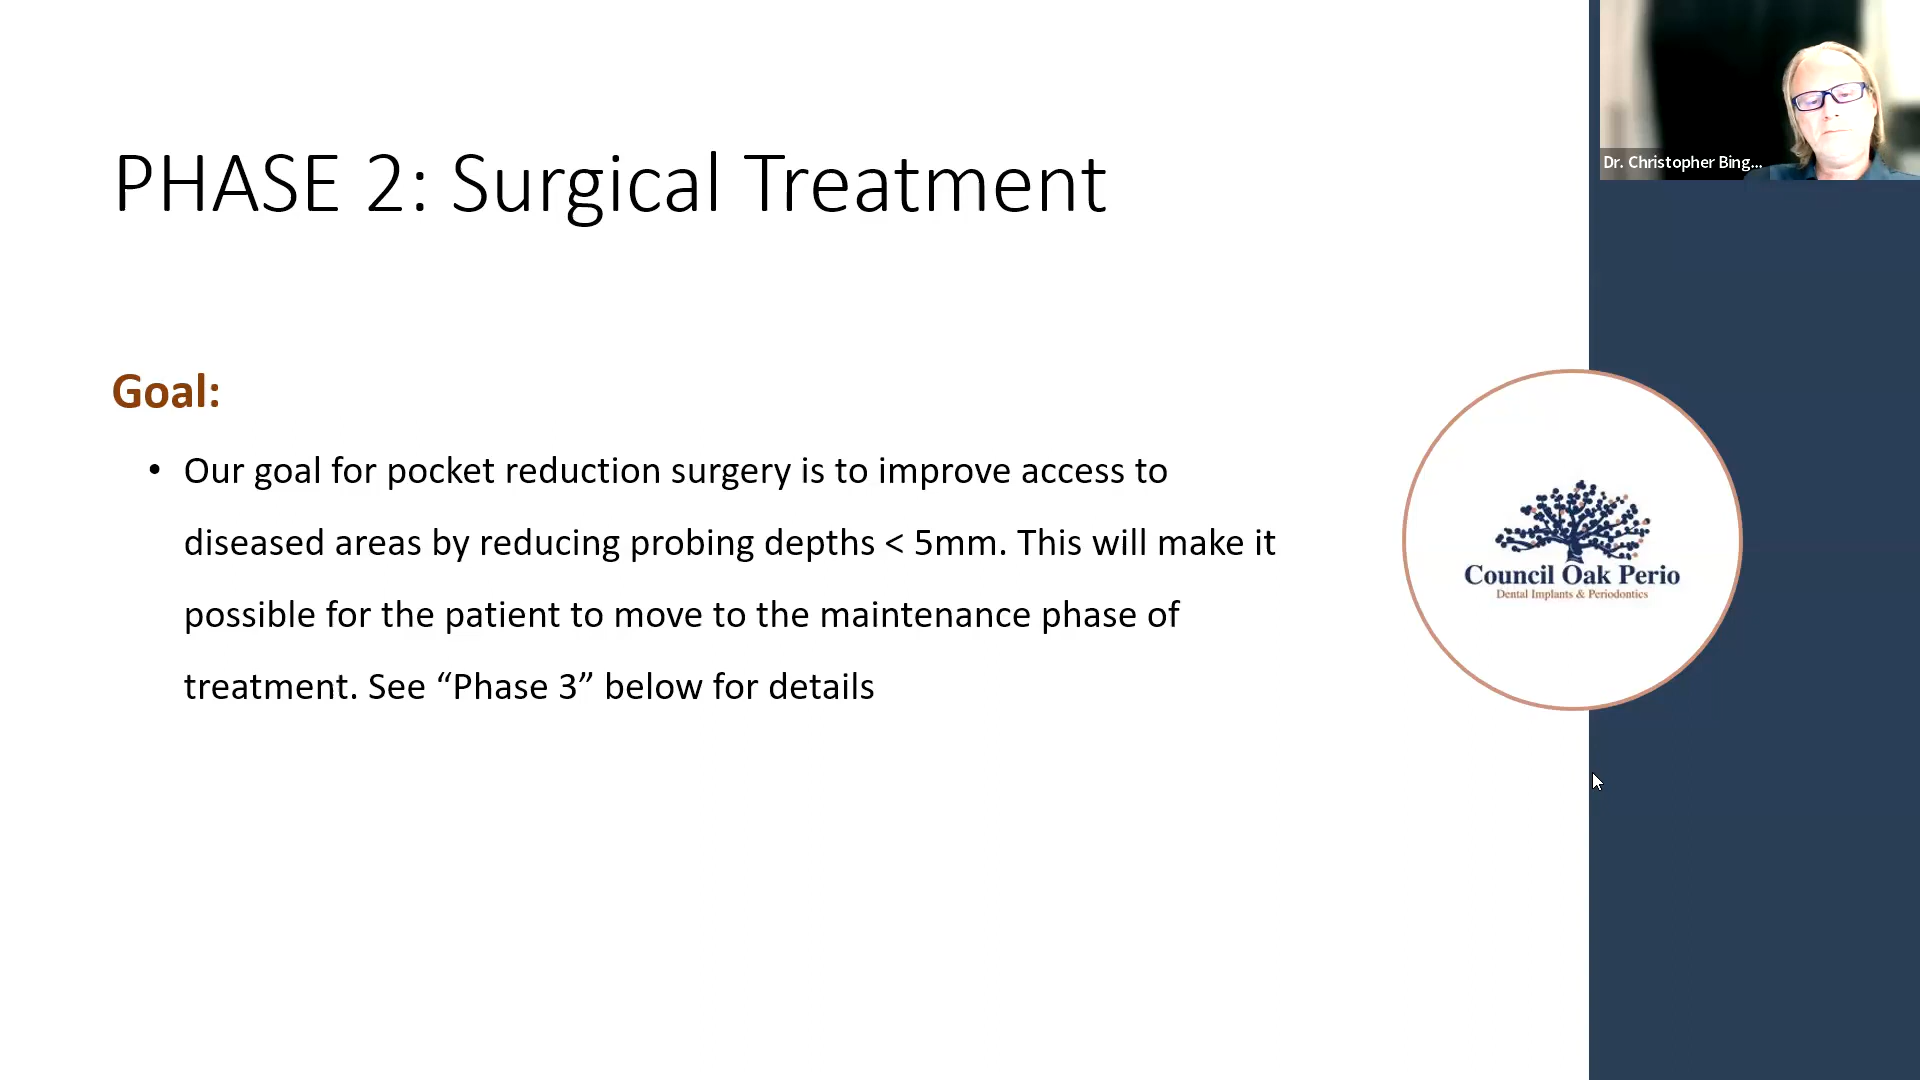 PHASE 2: Surgical Treatment
Goal:
• Our goal for pocket reduction surgery is to improve access to
diseased areas by reducing probing depths < 5mm. This will make it
possible for the patient to move to the maintenance phase of
treatment. See “Phase 3” below for details
Dr. Christopher Bing...
Council Oak Perio
Dental Implants & Periodontics